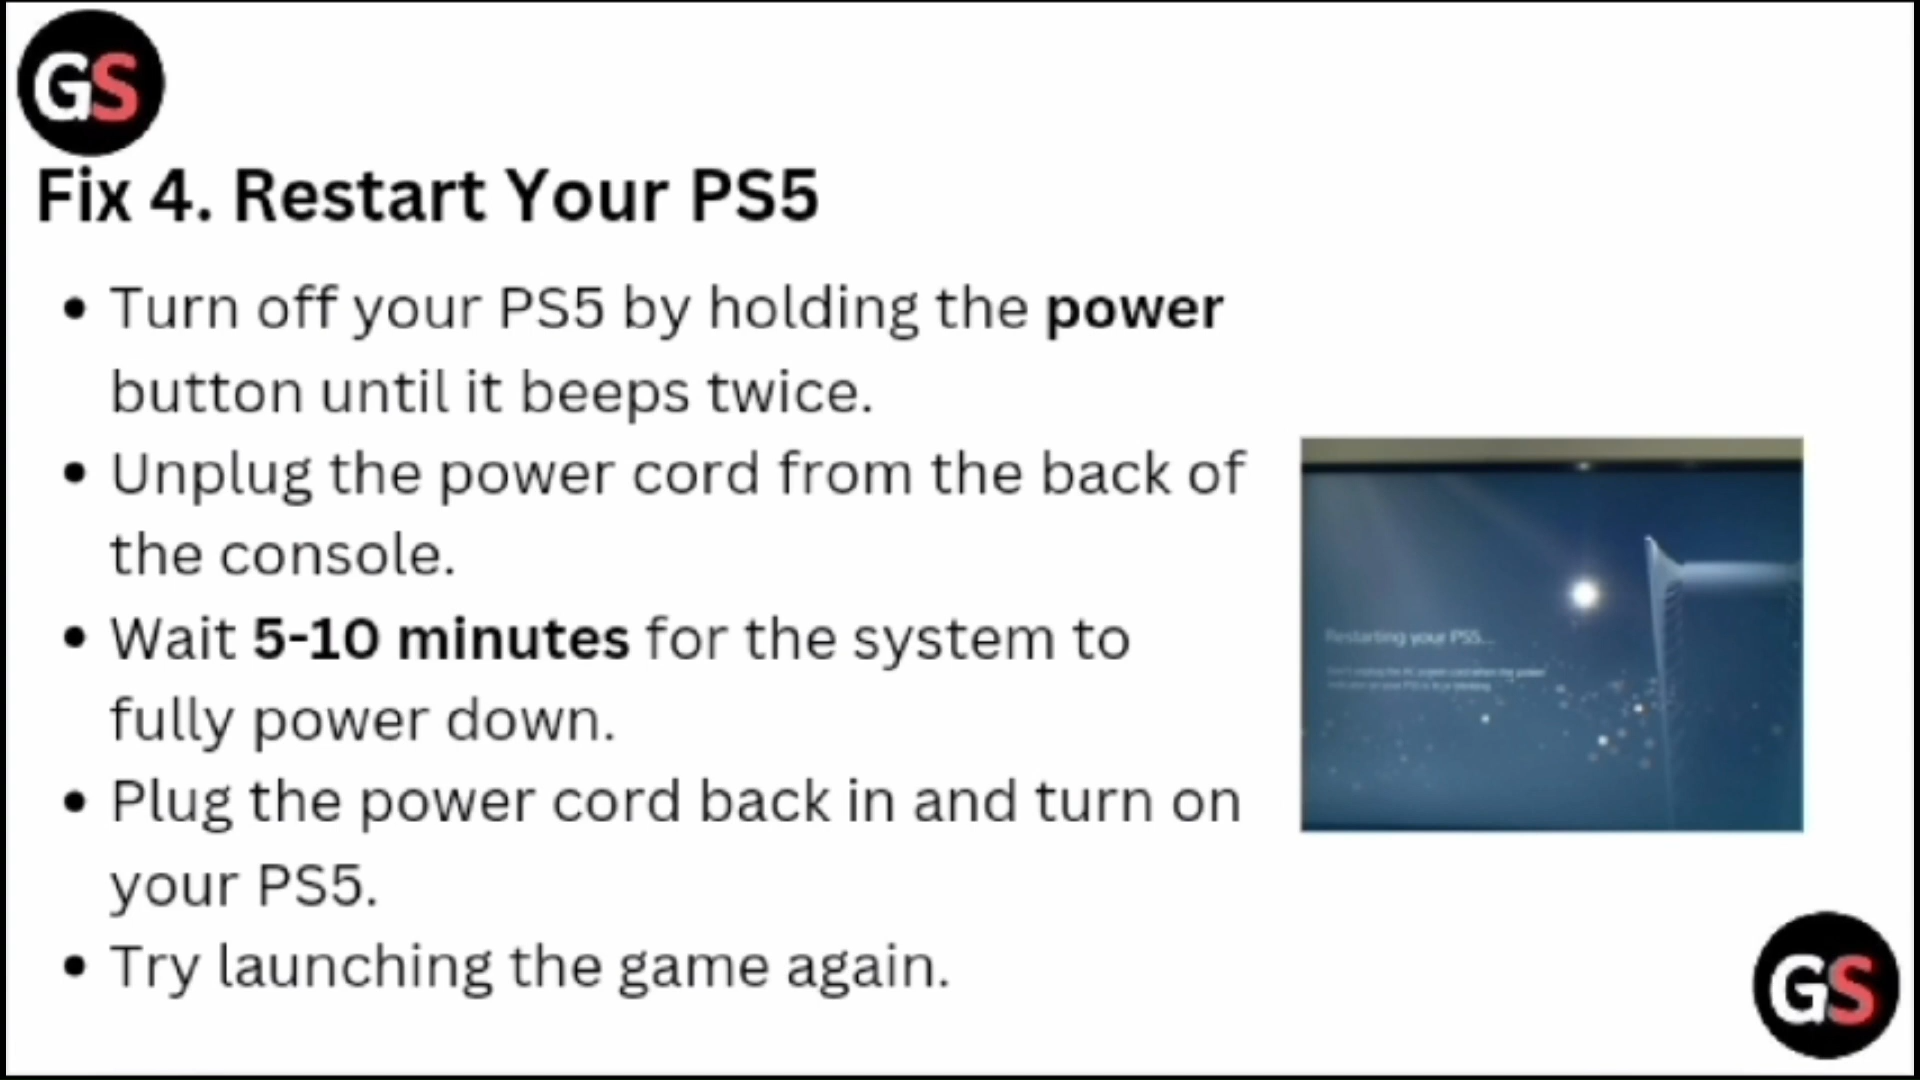 GS
Fix 4. Restart Your PS5
• Turn off your PS5 by holding the power
button until it beeps twice.
• Unplug the power cord from the back of
the console.
• Wait 5-10 minutes for the system to
fully power down.
• Plug the power cord back in and turn on
your PS5.
• Try launching the game again.
Restarting your PS5...
GS